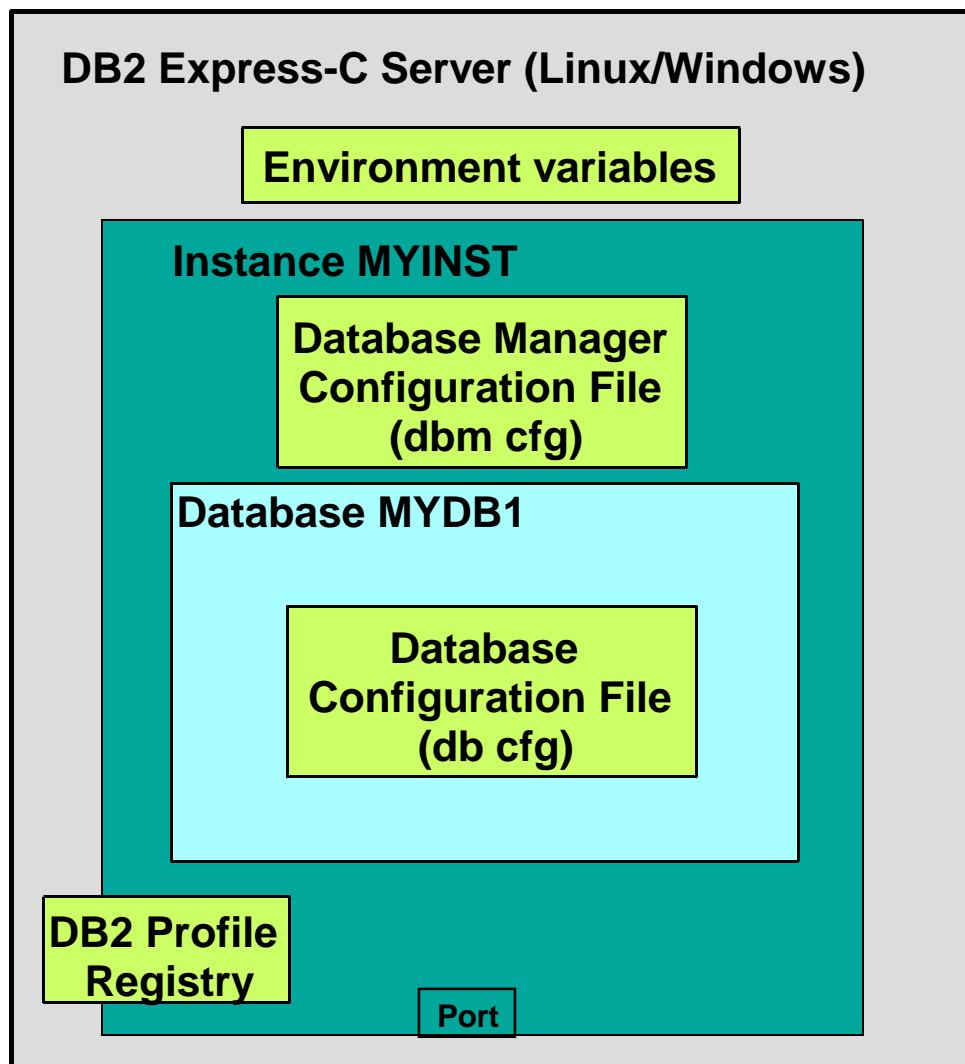 DB2 Express-C Server (Linux/Windows)
Environment variables
Instance MYINST
Database Manager
Configuration File
(dbm cfg)
Database MYDB1
Database
Configuration File
(db cfg)
DB2 Profile
Registry
Port